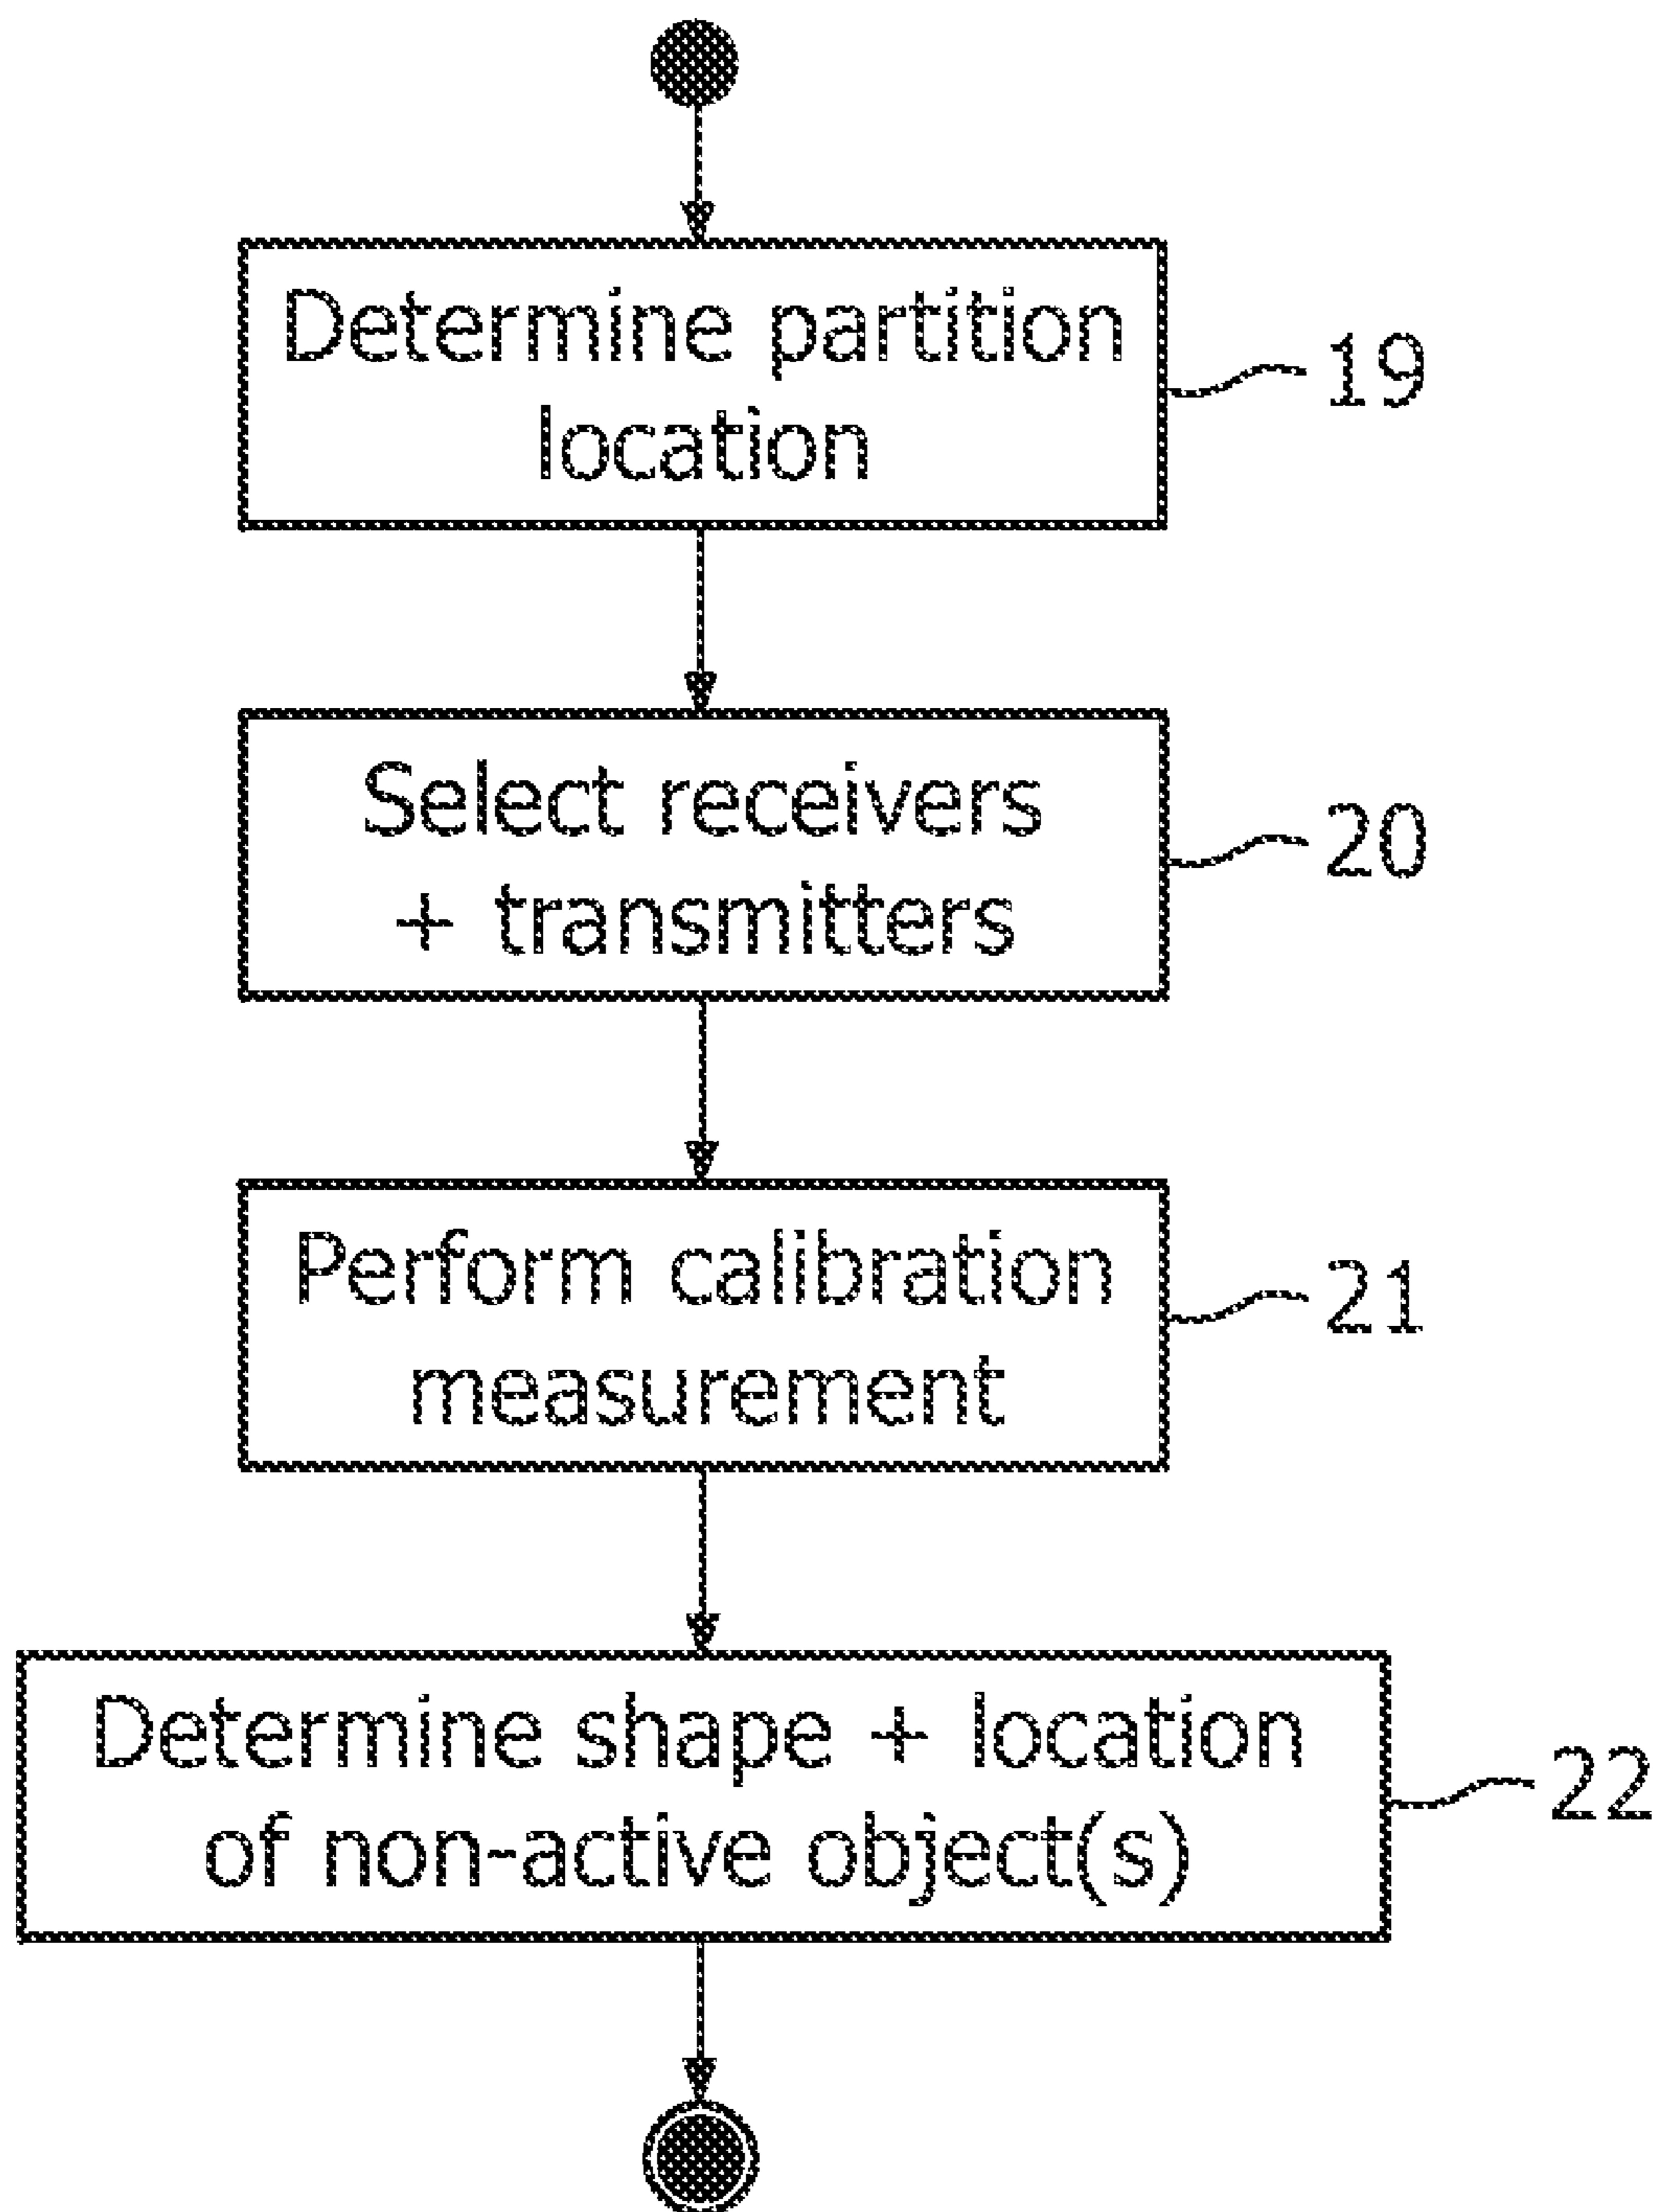 Determine partition
location
19
Select receivers
+ transmitters
20
Perform calibration
measurement
21
Determine shape + location
of non-active object(s)
22